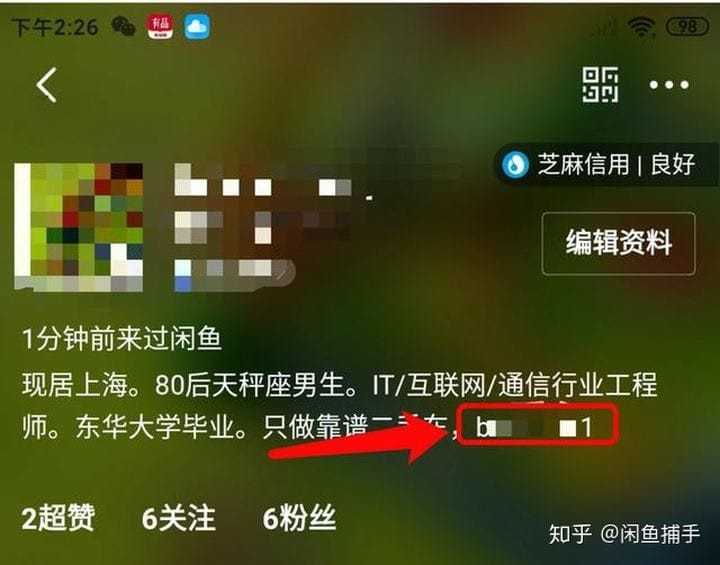 下午2:26
98
芝麻信用 | 良好
编辑资料
1分钟前来过闲鱼
现居上海。80后天秤座男生。IT/互联网/通信行业工程
师。东华大学毕业。只做靠谱二手
b 1
2超赞 6关注 6粉丝
知乎 @闲鱼捕手